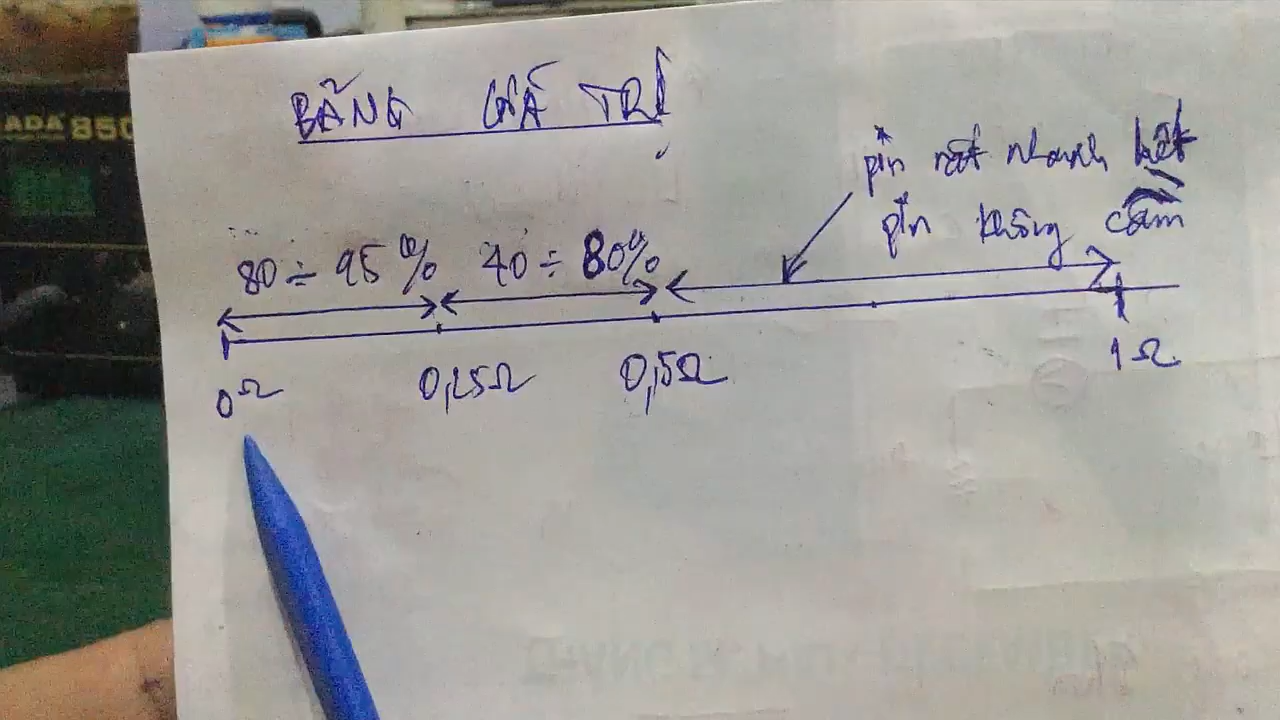 ADA 850
BẢNG GIÁ TRỊ
pin rất nhanh hết
pin không cầm
80 ÷ 95% 40 ÷ 80%
0Ω 0,25Ω 0,5Ω 1Ω